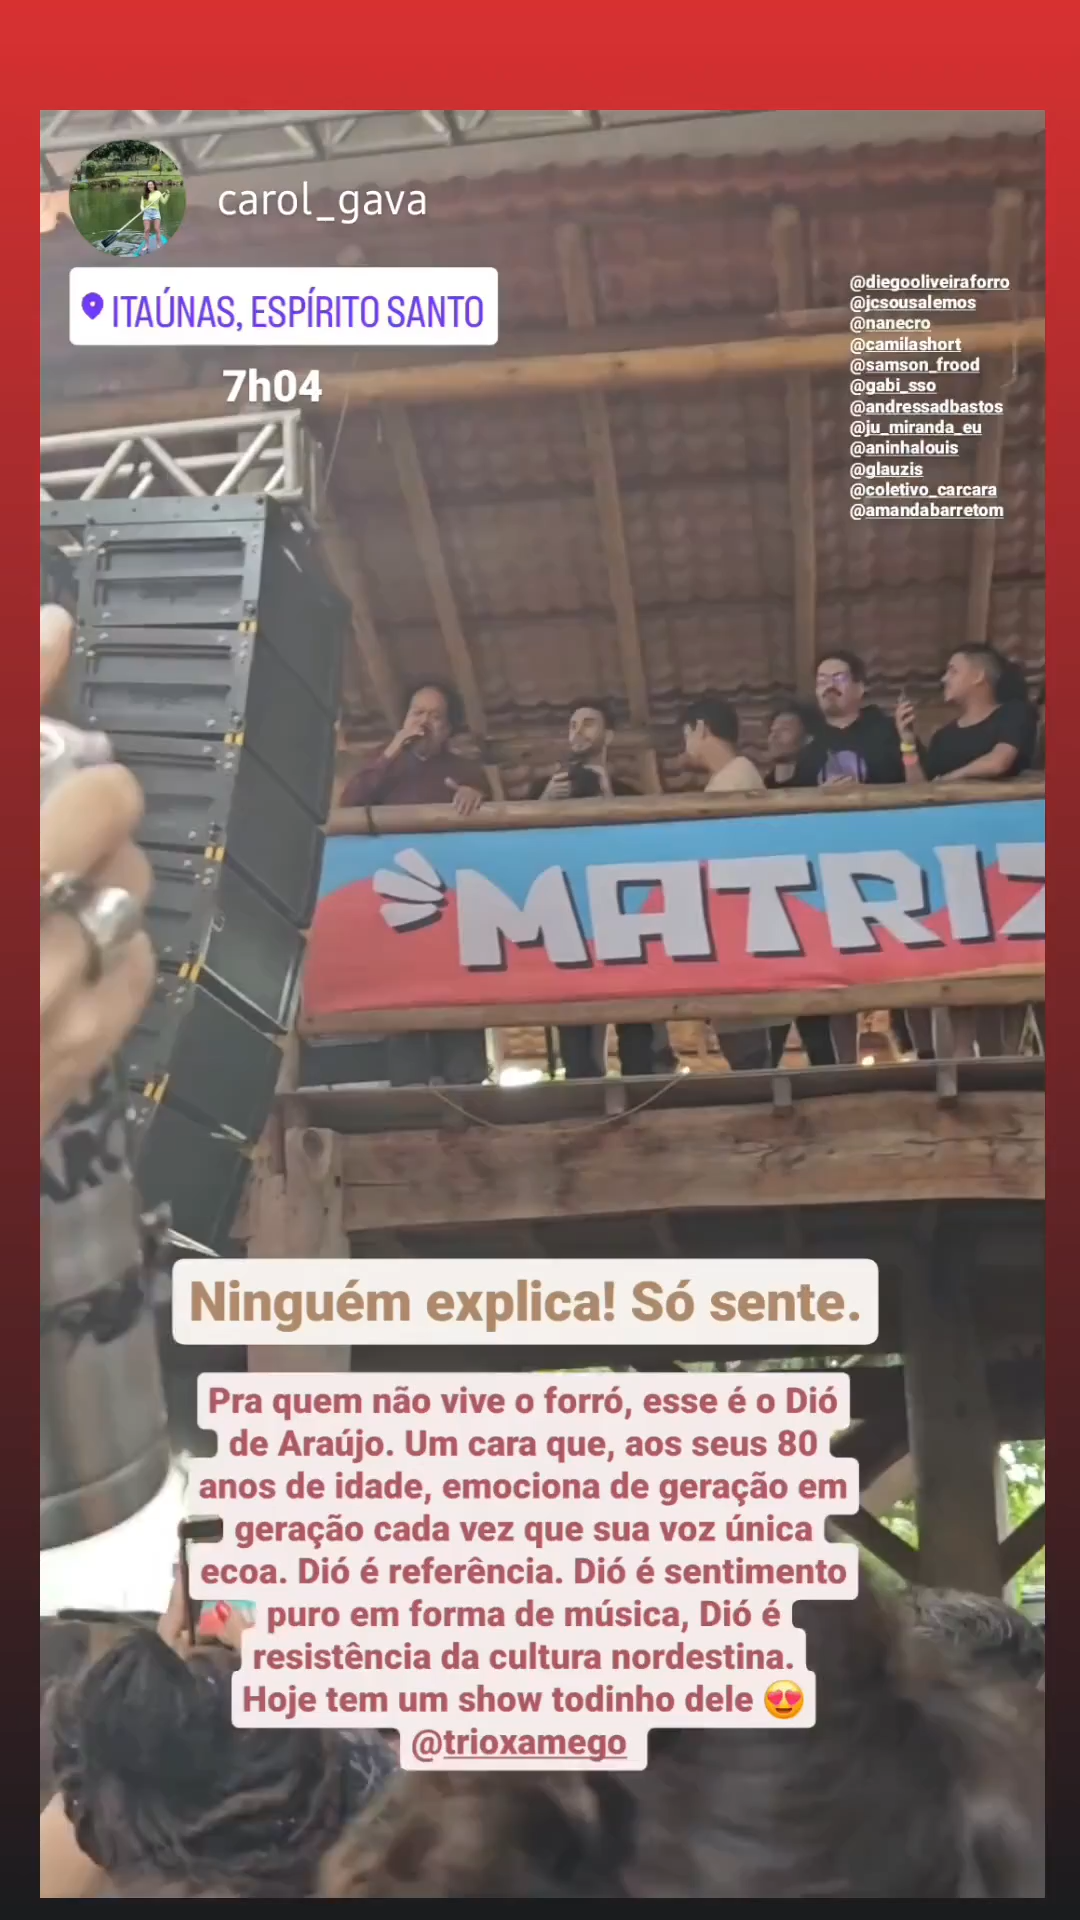 carol_gava
ITAÚNAS, ESPÍRITO SANTO
7h04
@diegooliveiraforro
@jcsousalemos
@nanecro
@camilashort
@samson_frood
@gabi_sso
@andressadbastos
@ju_miranda_eu
@aninhalouis
@glauzis
@coletivo_carcara
@amandabarretom
MATRIZ
Ninguém explica! Só sente.
Pra quem não vive o forró, esse é o Dió
de Araújo. Um cara que, aos seus 80
anos de idade, emociona de geração em
geração cada vez que sua voz única
ecoa. Dió é referência. Dió é sentimento
puro em forma de música, Dió é
resistência da cultura nordestina.
Hoje tem um show todinho dele 😍
@trioxamego